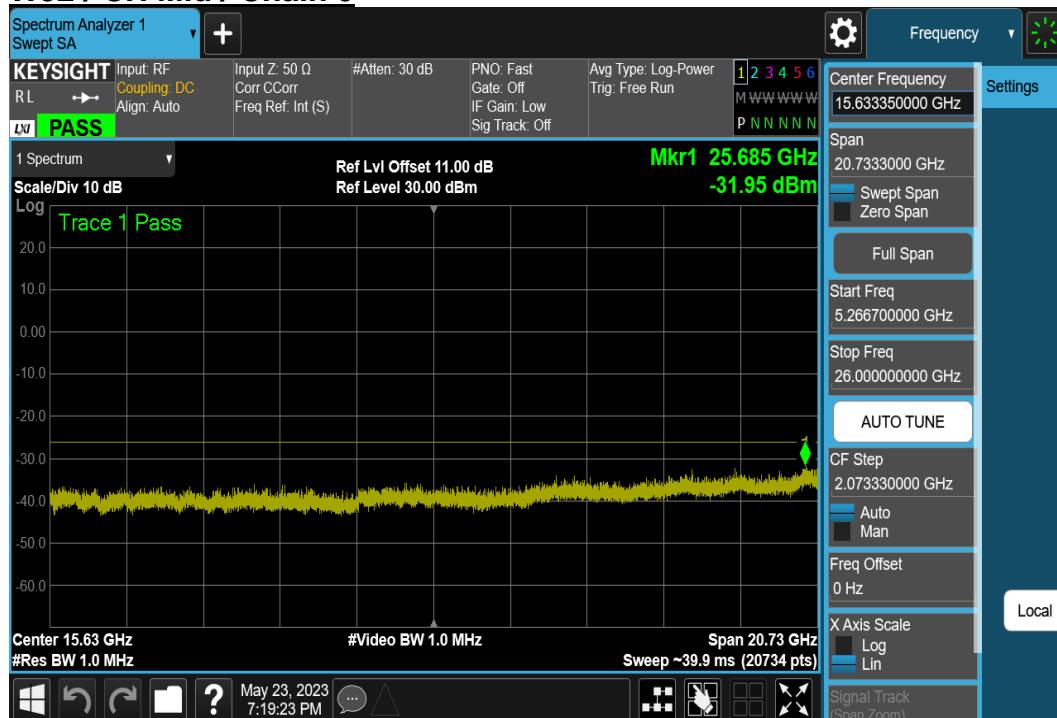 Spectrum Analyzer 1
Swept SA
Frequency
KEYSIGHT
RL
LXI
PASS
Input: RF
Coupling: DC
Align: Auto
Input Z: 50 Ω
Corr CCorr
Freq Ref: Int (S)
#Atten: 30 dB
PNO: Fast
Gate: Off
IF Gain: Low
Sig Track: Off
Avg Type: Log-Power
Trig: Free Run
1 2 3 4 5 6
M W W W W W
P N N N N N
1 Spectrum
Scale/Div 10 dB
Ref Lvl Offset 11.00 dB
Ref Level 30.00 dBm
Mkr1 25.685 GHz
-31.95 dBm
Log
Trace 1 Pass
20.0
10.0
0.00
-10.0
-20.0
-30.0
-40.0
-50.0
-60.0
1
Center 15.63 GHz
#Video BW 1.0 MHz
Span 20.73 GHz
#Res BW 1.0 MHz
Sweep ~39.9 ms (20734 pts)
May 23, 2023
7:19:23 PM
Center Frequency
15.633350000 GHz
Settings
Span
20.7333000 GHz
Swept Span
Zero Span
Full Span
Start Freq
5.266700000 GHz
Stop Freq
26.000000000 GHz
AUTO TUNE
CF Step
2.073330000 GHz
Auto
Man
Freq Offset
0 Hz
X Axis Scale
Log
Lin
Local
Signal Track
(Span Zoom)